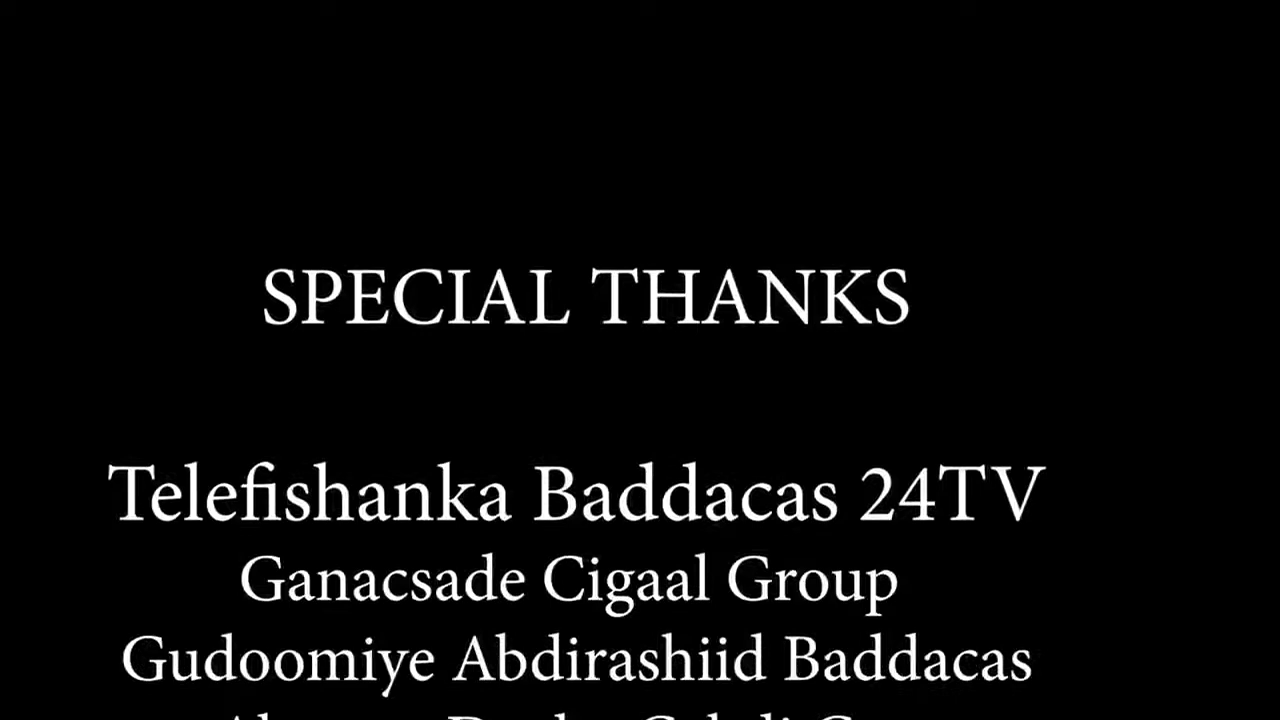 SPECIAL THANKS
Telefishanka Baddacas 24TV
Ganacsade Cigaal Group
Gudoomiye Abdirashiid Baddacas